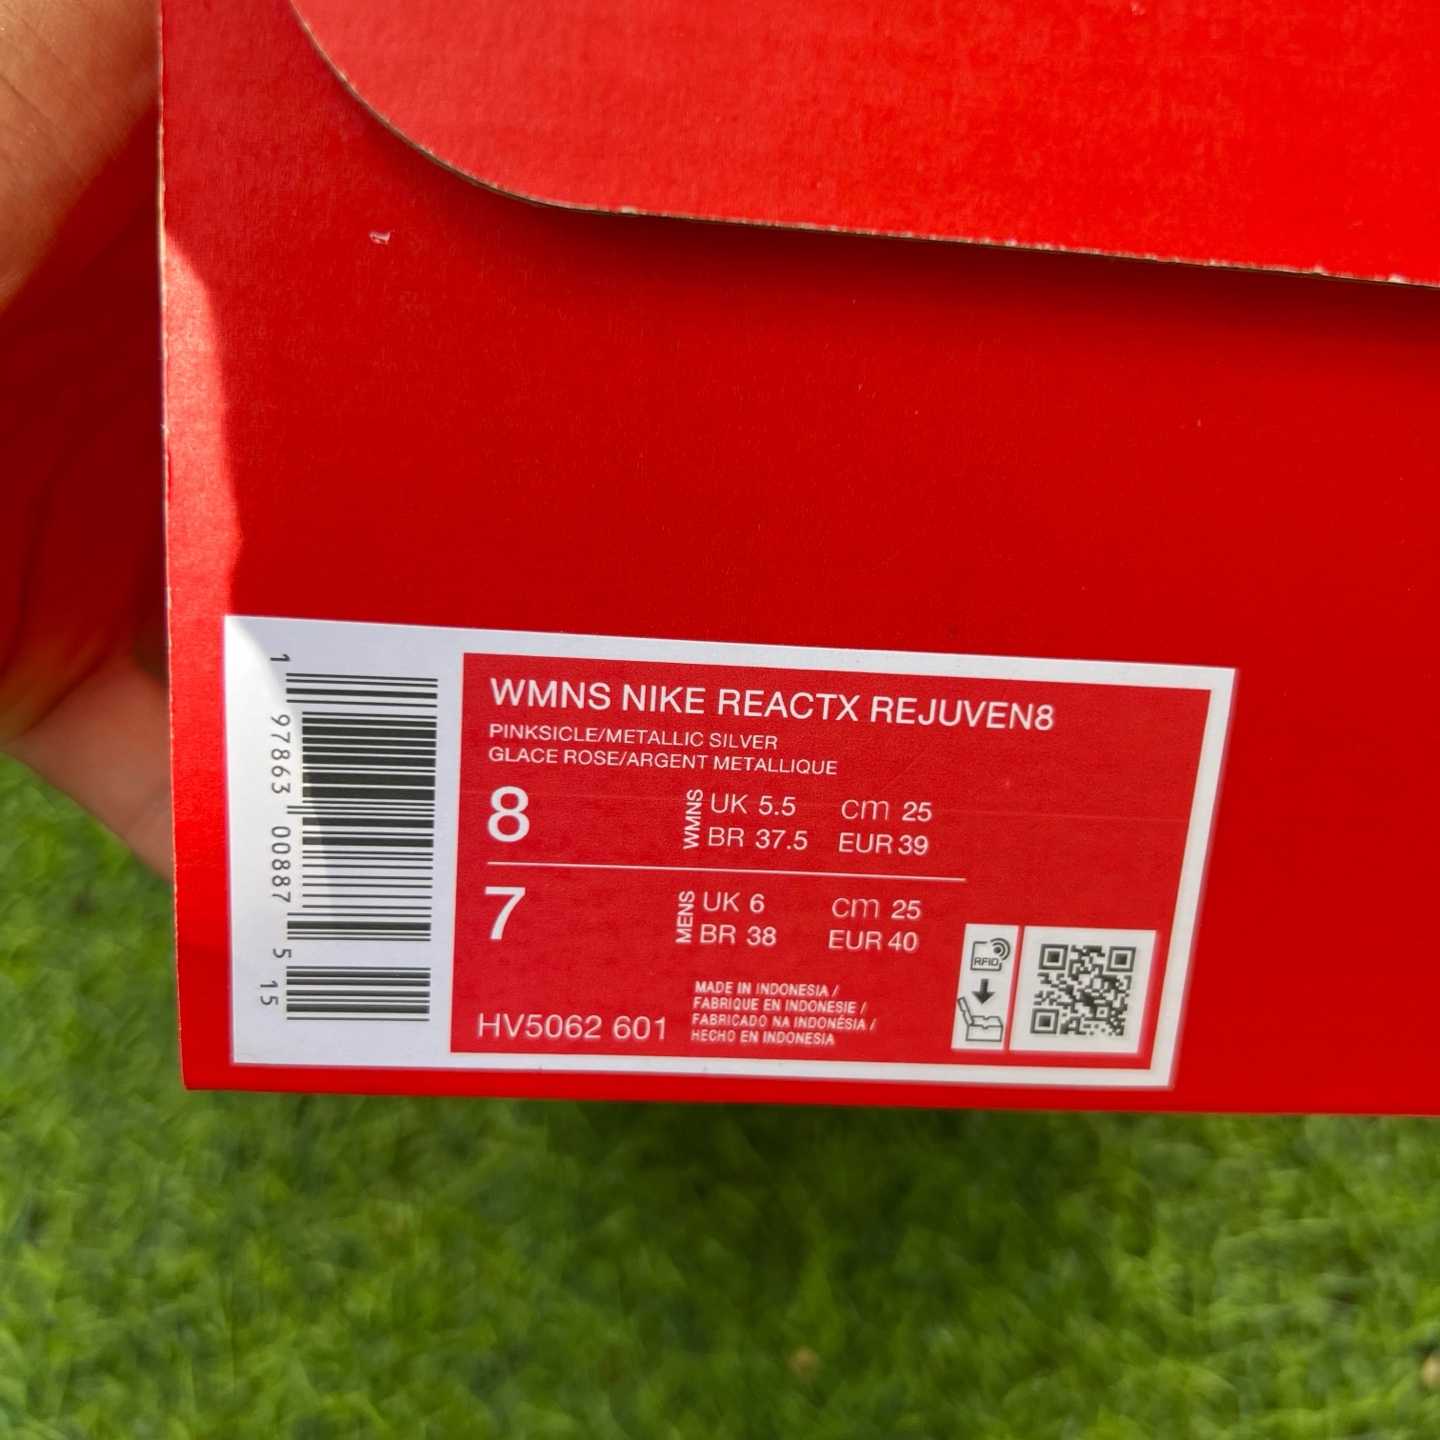 WMNS NIKE REACTX REJUVEN8
PINKSICLE/METALLIC SILVER
GLACE ROSE/ARGENT METALLIQUE
8
WMNS
UK 5.5 cm 25
BR 37.5 EUR 39
7
MENS
UK 6 cm 25
BR 38 EUR 40
HV5062 601
MADE IN INDONESIA /
FABRIQUE EN INDONESIE /
FABRICADO NA INDONÉSIA /
HECHO EN INDONESIA
RFID
1 97863 00887 5 15